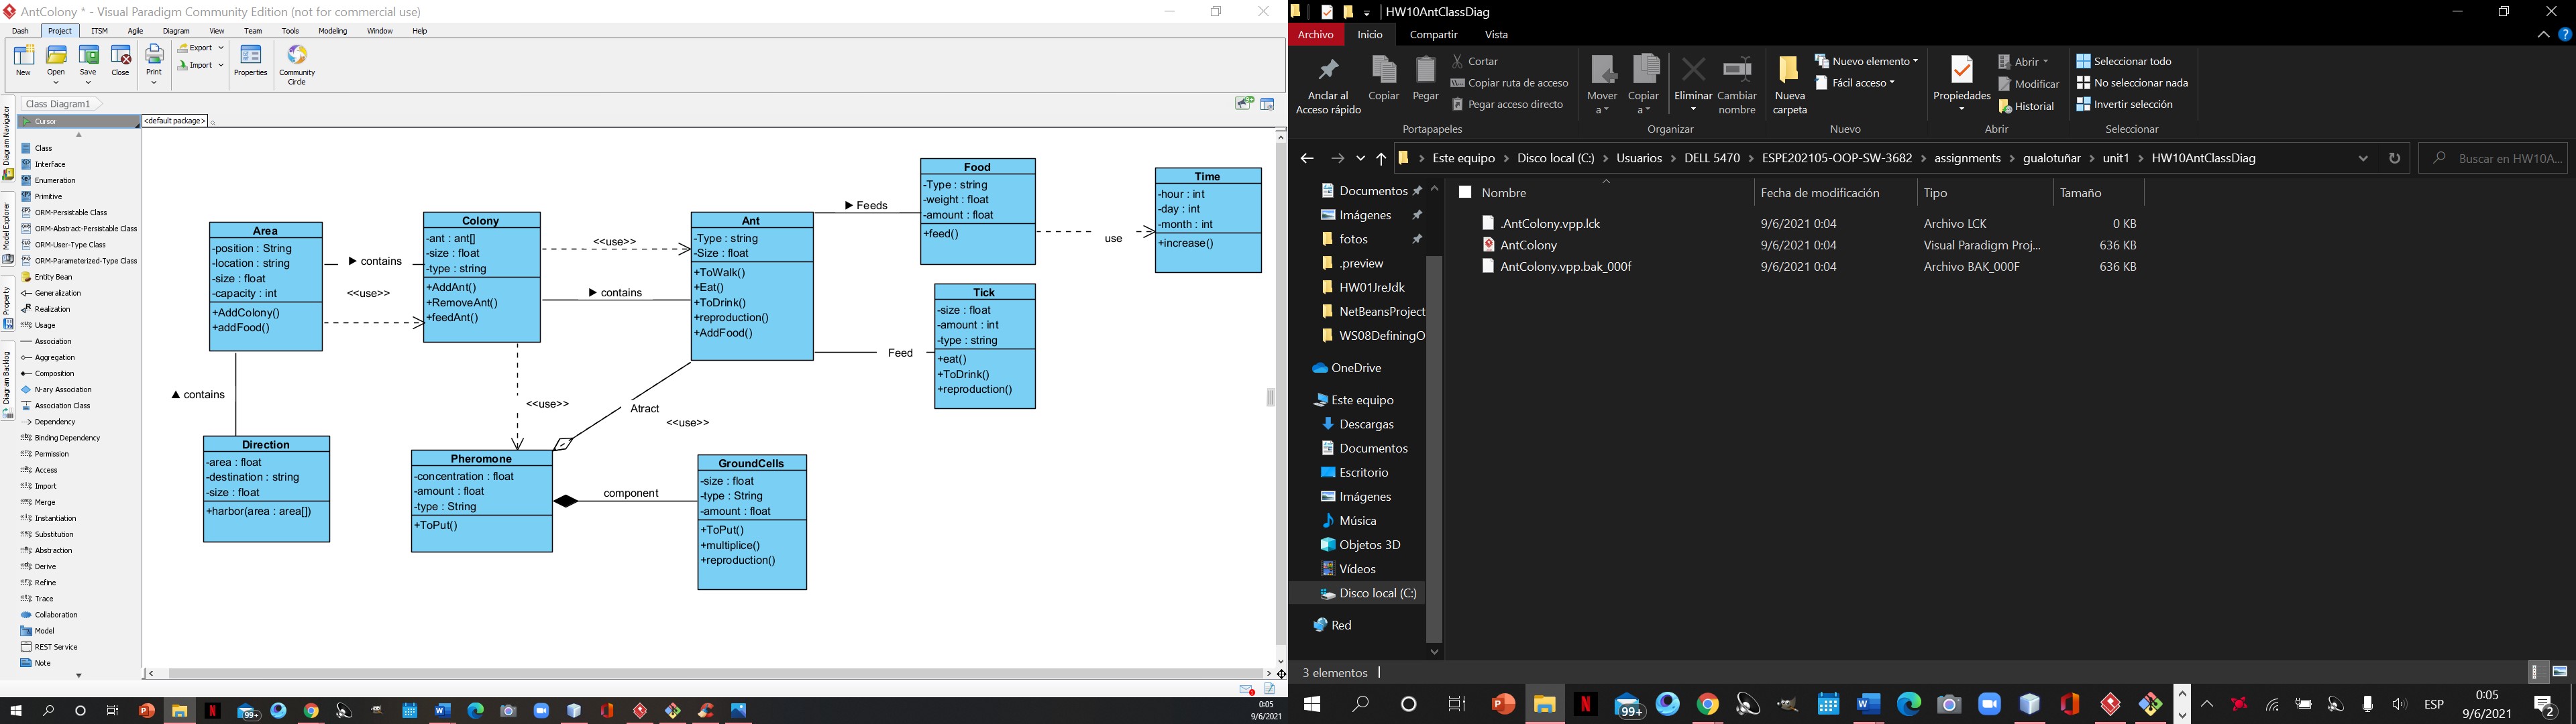 AntColony * - Visual Paradigm Community Edition (not for commercial use)
Dash Project ITSM Agile Diagram View Team Tools Modeling Window Help
New Open Save Close Print Export Import Properties Community Circle
Class Diagram1
Diagram Navigator
Model Explorer
Property
Diagram Backlog
Cursor
<default package>
Class
Interface
Enumeration
Primitive
ORM-Persistable Class
ORM-Abstract-Persistable Class
ORM-User-Type Class
ORM-Parameterized-Type Class
Entity Bean
Generalization
Realization
Usage
Association
Aggregation
Composition
N-ary Association
Association Class
Dependency
Binding Dependency
Permission
Access
Import
Merge
Instantiation
Substitution
Abstraction
Derive
Refine
Trace
Collaboration
Model
REST Service
Note
Area
-position : String
-location : string
-size : float
-capacity : int
+AddColony()
+addFood()
▶ contains
<<use>>
Colony
-ant : ant[]
-size : float
-type : string
+AddAnt()
+RemoveAnt()
+feedAnt()
<<use>>
▶ contains
Ant
-Type : string
-Size : float
+ToWalk()
+Eat()
+ToDrink()
+reproduction()
+AddFood()
▶ Feeds
Food
-Type : string
-weight : float
-amount : float
+feed()
use
Time
-hour : int
-day : int
-month : int
+increase()
Feed
Tick
-size : float
-amount : int
-type : string
+eat()
+ToDrink()
+reproduction()
▲ contains
<<use>>
Atract
<<use>>
Direction
-area : float
-destination : string
-size : float
+harbor(area : area[])
Pheromone
-concentration : float
-amount : float
-type : String
+ToPut()
component
GroundCells
-size : float
-type : String
-amount : float
+ToPut()
+multiplice()
+reproduction()
99+
0:05
9/6/2021
HW10AntClassDiag
Archivo Inicio Compartir Vista
Anclar al Acceso rápido
Copiar
Pegar
Cortar
Copiar ruta de acceso
Pegar acceso directo
Portapapeles
Mover a
Copiar a
Eliminar
Cambiar nombre
Organizar
Nueva carpeta
Nuevo elemento
Fácil acceso
Nuevo
Propiedades
Abrir
Modificar
Historial
Abrir
Seleccionar todo
No seleccionar nada
Invertir selección
Seleccionar
Este equipo > Disco local (C:) > Usuarios > DELL 5470 > ESPE202105-OOP-SW-3682 > assignments > gualotuñar > unit1 > HW10AntClassDiag
Buscar en HW10A...
Nombre Fecha de modificación Tipo Tamaño
.AntColony.vpp.lck 9/6/2021 0:04 Archivo LCK 0 KB
AntColony 9/6/2021 0:04 Visual Paradigm Proj... 636 KB
AntColony.vpp.bak_000f 9/6/2021 0:04 Archivo BAK_000F 636 KB
Documentos
Imágenes
fotos
.preview
HW01JreJdk
NetBeansProject
WS08DefiningO
OneDrive
Este equipo
Descargas
Documentos
Escritorio
Imágenes
Música
Objetos 3D
Vídeos
Disco local (C:)
Red
3 elementos
99+
ESP
0:05
9/6/2021
2